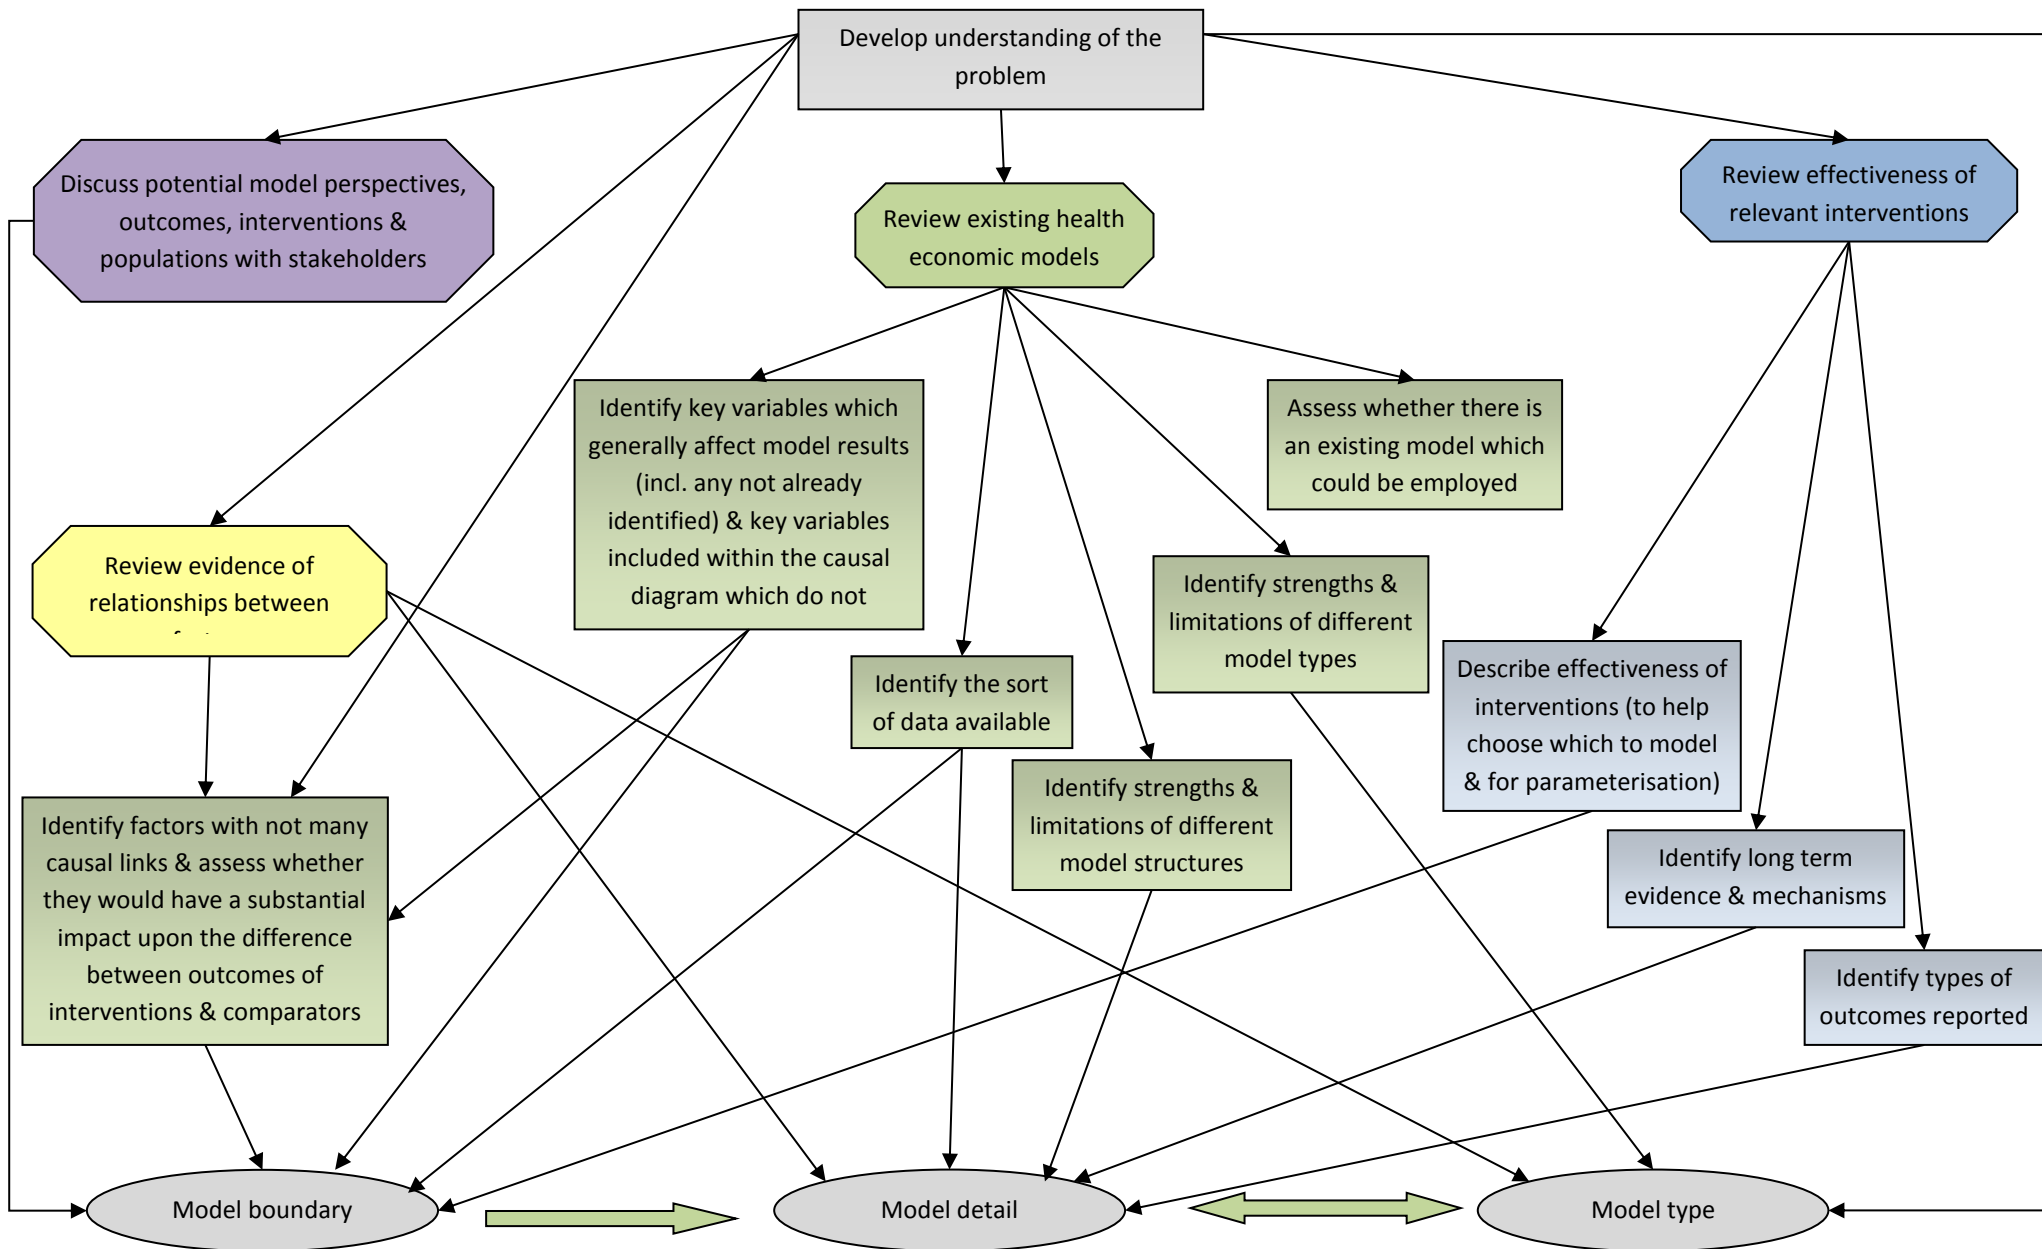 Develop understanding of the
problem
Discuss potential model perspectives,
outcomes, interventions &
populations with stakeholders
Review existing health
economic models
Review effectiveness of
relevant interventions
Identify key variables which
generally affect model results
(incl. any not already
identified) & key variables
included within the causal
diagram which do not
Assess whether there is
an existing model which
could be employed
Review evidence of
relationships between
Identify strengths &
limitations of different
model types
Identify the sort
of data available
Describe effectiveness of
interventions (to help
choose which to model
& for parameterisation)
Identify strengths &
limitations of different
model structures
Identify factors with not many
causal links & assess whether
they would have a substantial
impact upon the difference
between outcomes of
interventions & comparators
Identify long term
evidence & mechanisms
Identify types of
outcomes reported
Model boundary
Model detail
Model type